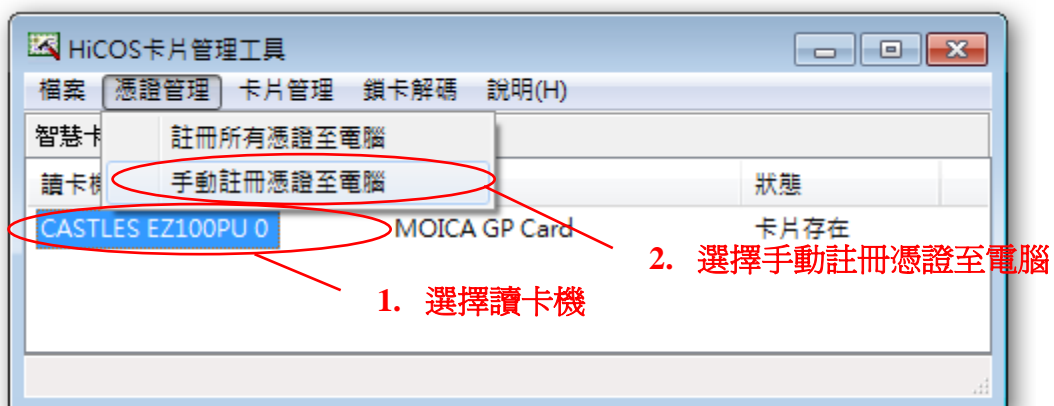 HiCOS卡片管理工具
檔案 憑證管理 卡片管理 鎖卡解碼 說明(H)
智慧卡
註冊所有憑證至電腦
讀卡機 手動註冊憑證至電腦 狀態
CASTLES EZ100PU 0 MOICA GP Card 卡片存在
2. 選擇手動註冊憑證至電腦
1. 選擇讀卡機